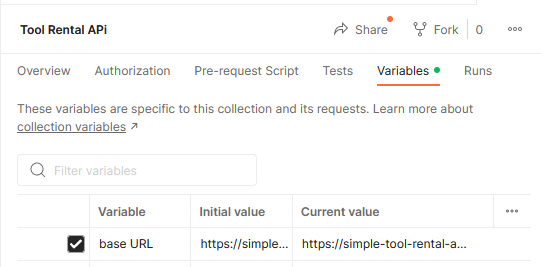 Tool Rental APi
Share Fork 0
Overview Authorization Pre-request Script Tests Variables Runs
These variables are specific to this collection and its requests. Learn more about
collection variables ↗
Filter variables
Variable Initial value Current value
base URL https://simple... https://simple-tool-rental-a...